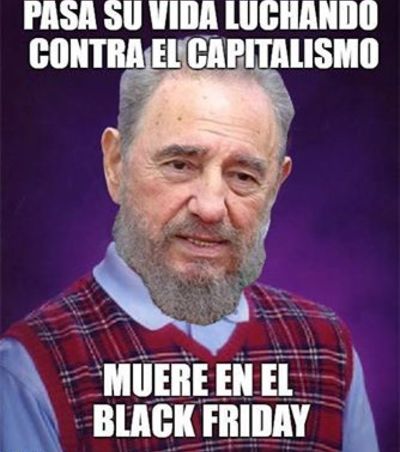 PASA SU VIDA LUCHANDO
CONTRA EL CAPITALISMO
MUERE EN EL
BLACK FRIDAY